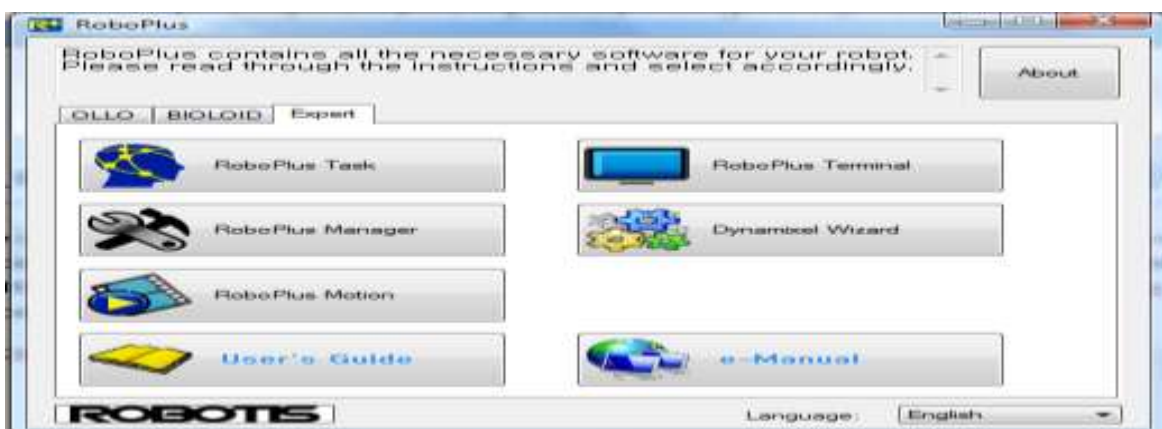 RoboPlus
RoboPlus contains all the necessary software for your robot.
Please read through the instructions and select accordingly.
About
OLLO BIOLOID Expert
RoboPlus Task
RoboPlus Terminal
RoboPlus Manager
Dynamixel Wizard
RoboPlus Motion
User's Guide
e-Manual
ROBOTIS
Language: English